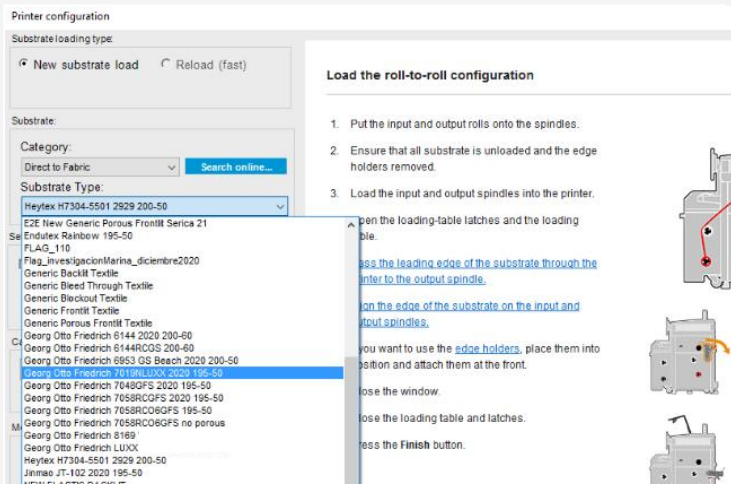 Printer configuration
Substrate loading type:
New substrate load
Reload (fast)
Substrate:
Category:
Direct to Fabric
Search online...
Substrate Type:
Heytex H7304-5501 2929 200-50
E2E New Generic Porous Frontlit Serica 21
Endutex Rainbow 195-50
FLAG_110
Flag_investigacionMarina_diciembre2020
Generic Backlit Textile
Generic Bleed Through Textile
Generic Blockout Textile
Generic Frontlit Textile
Generic Porous Frontlit Textile
Georg Otto Friedrich 6144 2020 200-60
Georg Otto Friedrich 6144RCGS 200-60
Georg Otto Friedrich 6953 GS Beach 2020 200-50
Georg Otto Friedrich 7019NLUXX 2020 195-50
Georg Otto Friedrich 7048GFS 2020 195-50
Georg Otto Friedrich 7058RCGFS 2020 195-50
Georg Otto Friedrich 7058RCO6GFS 195-50
Georg Otto Friedrich 7058RCO6GFS no porous
Georg Otto Friedrich 8169
Georg Otto Friedrich LUXX
Heytex H7304-5501 2929 200-50
Jinmao JT-102 2020 195-50
Load the roll-to-roll configuration
1. Put the input and output rolls onto the spindles.
2. Ensure that all substrate is unloaded and the edge
holders removed.
3. Load the input and output spindles into the printer.
pen the loading-table latches and the loading
ble.
ass the leading edge of the substrate through the
inter to the output spindle.
ign the edge of the substrate on the input and
utput spindles.
you want to use the edge holders, place them into
osition and attach them at the front.
lose the window.
lose the loading table and latches.
ress the Finish button.